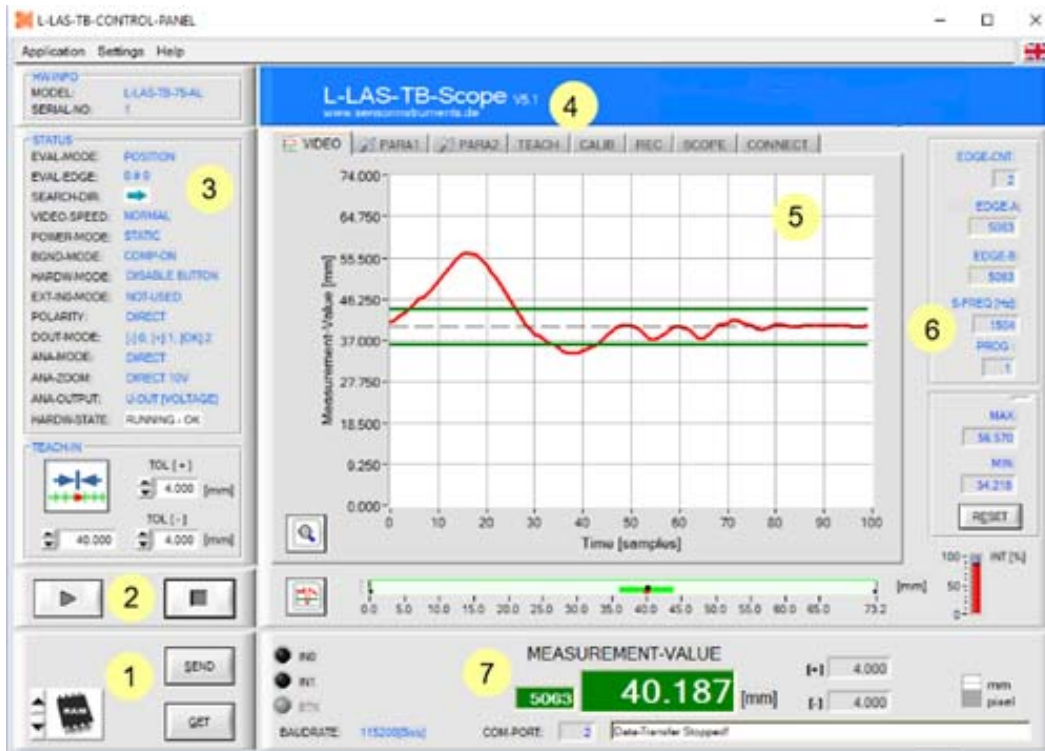 L-LAS-TB-CONTROL-PANEL
Application Settings Help
HW-INFO
MODEL: L-LAS-TB-75-AL
SERIAL-NO: 1
L-LAS-TB-Scope V5.1
www.sensorinstruments.de
4
STATUS
EVAL-MODE: POSITION
EVAL-EDGE: 0 # 0
SEARCH-DIR:
VIDEO-SPEED: NORMAL
POWER-MODE: STATIC
BGND-MODE: COMP-ON
HARDW-MODE: DISABLE BUTTON
EXT-IN0-MODE: NOT-USED
POLARITY: DIRECT
DOUT-MODE: [-] 0, [+] 1, [OK] 2
ANA-MODE: DIRECT
ANA-ZOOM: DIRECT 10V
ANA-OUTPUT: U-OUT [VOLTAGE]
HARDW-STATE: RUNNING - OK
3
TEACH-IN
TOL [+]
4.000 [mm]
TOL [-]
40.000 4.000 [mm]
2
1
SEND
GET
VIDEO PARA1 PARA2 TEACH CALIB REC SCOPE CONNECT
5
Measurement-Value [mm]
74.000
64.750
55.500
46.250
37.000
27.750
18.500
9.250
0.000
0 10 20 30 40 50 60 70 80 90 100
Time [samples]
EDGE-CNT:
2
EDGE-A:
5063
EDGE-B:
5063
S-FREQ [Hz]
1504
PROG :
1
6
MAX:
56.570
MIN:
34.218
RESET
100 INT [%]
50
0
0.0 5.0 10.0 15.0 20.0 25.0 30.0 35.0 40.0 45.0 50.0 55.0 60.0 65.0 73.2 [mm]
IN0
IN1
BAUDRATE: 115200
7
MEASUREMENT-VALUE
5063 40.187 [mm]
[+] 4.000
[-] 4.000
mm
pixel
COM-PORT: 2 Data-Transfer Stopped!